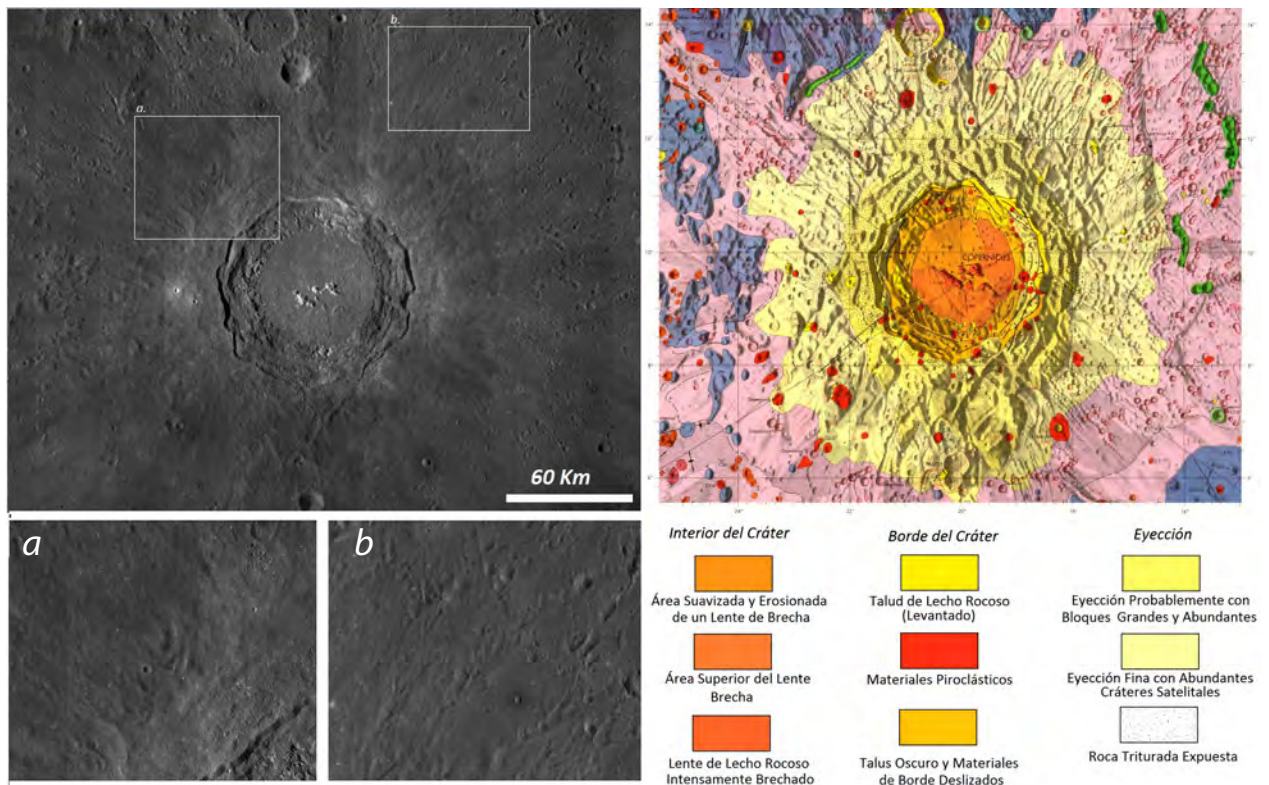 a.
b.
60 Km
a
b
COPERNICUS
Interior del Cráter
Área Suavizada y Erosionada
de un Lente de Brecha
Área Superior del Lente
Brecha
Lente de Lecho Rocoso
Intensamente Brechado
Borde del Cráter
Talud de Lecho Rocoso
(Levantado)
Materiales Piroclásticos
Talus Oscuro y Materiales
de Borde Deslizados
Eyección
Eyección Probablemente con
Bloques Grandes y Abundantes
Eyección Fina con Abundantes
Cráteres Satelitales
Roca Triturada Expuesta